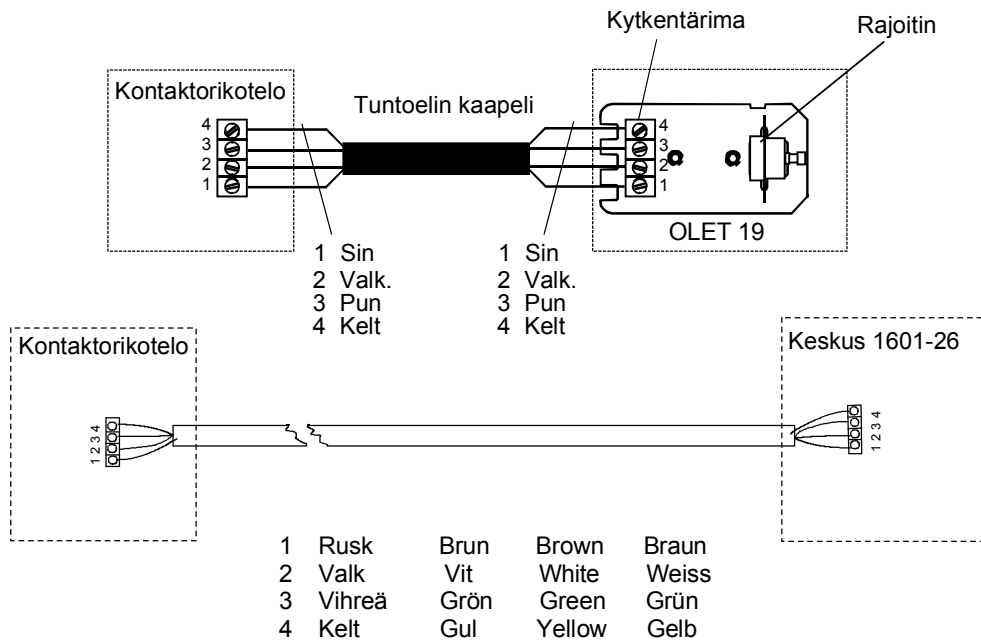 Kytkentärima
Rajoitin
Kontaktorikotelo
Tuntoelin kaapeli
4
3
2
1
4
3
2
1
OLET 19
1 Sin
2 Valk.
3 Pun
4 Kelt
1 Sin
2 Valk.
3 Pun
4 Kelt
Kontaktorikotelo
Keskus 1601-26
1 2 3 4
1 2 3 4
1 Rusk Brun Brown Braun
2 Valk Vit White Weiss
3 Vihreä Grön Green Grün
4 Kelt Gul Yellow Gelb